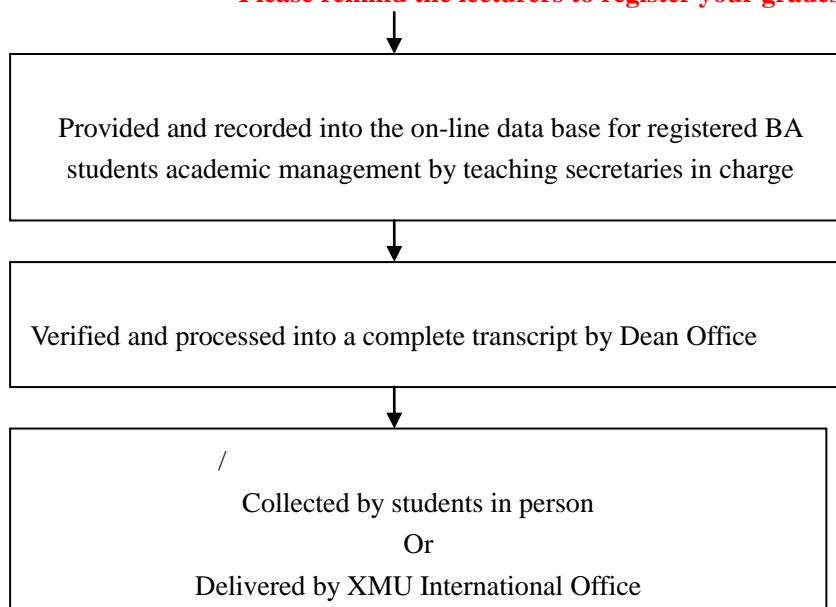 Please remind the lecturers to register your grades
Provided and recorded into the on-line data base for registered BA
students academic management by teaching secretaries in charge
Verified and processed into a complete transcript by Dean Office
/
Collected by students in person
Or
Delivered by XMU International Office